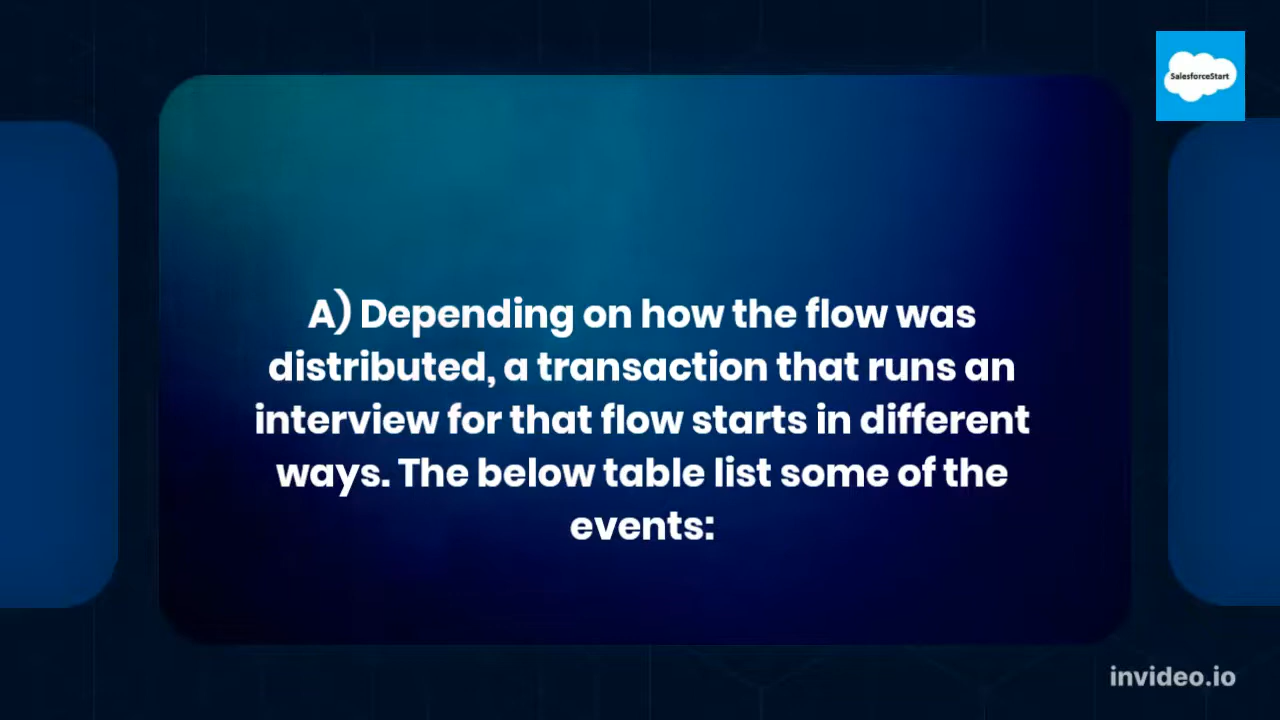 SalesforceStart
A) Depending on how the flow was
distributed, a transaction that runs an
interview for that flow starts in different
ways. The below table list some of the
events:
invideo.io